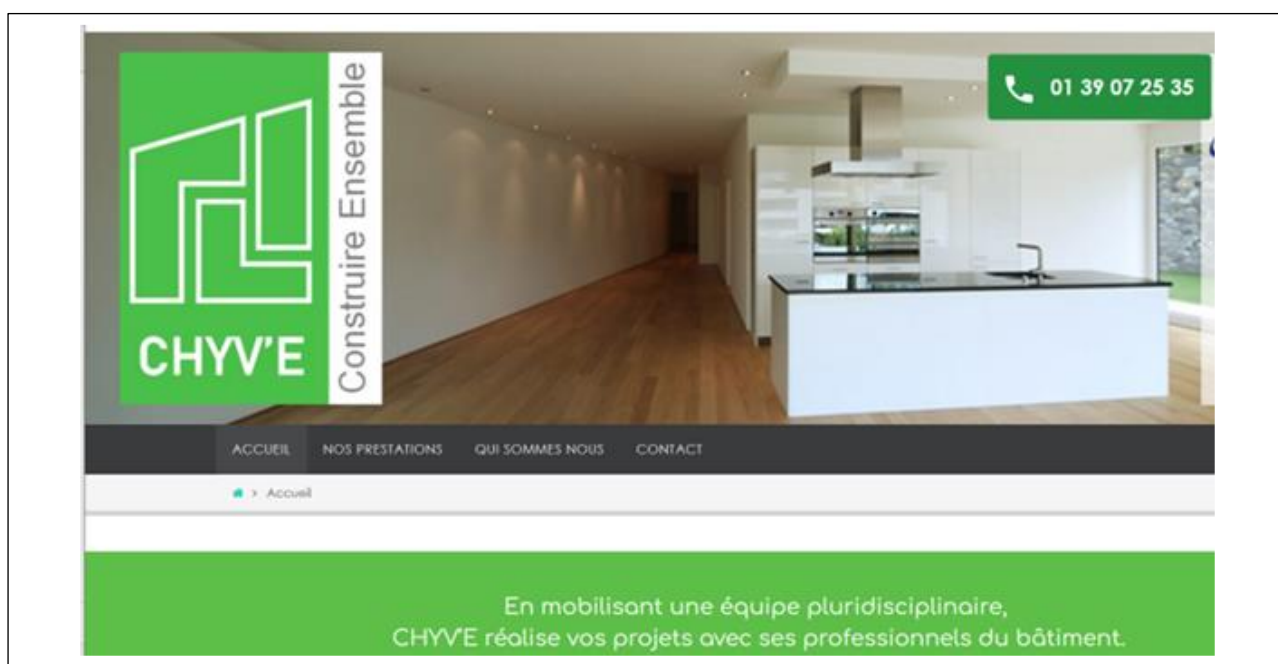 CHYV'E
Construire Ensemble
01 39 07 25 35
ACCUEIL NOS PRESTATIONS QUI SOMMES NOUS CONTACT
> Accueil
En mobilisant une équipe pluridisciplinaire,
CHYV'E réalise vos projets avec ses professionnels du bâtiment.